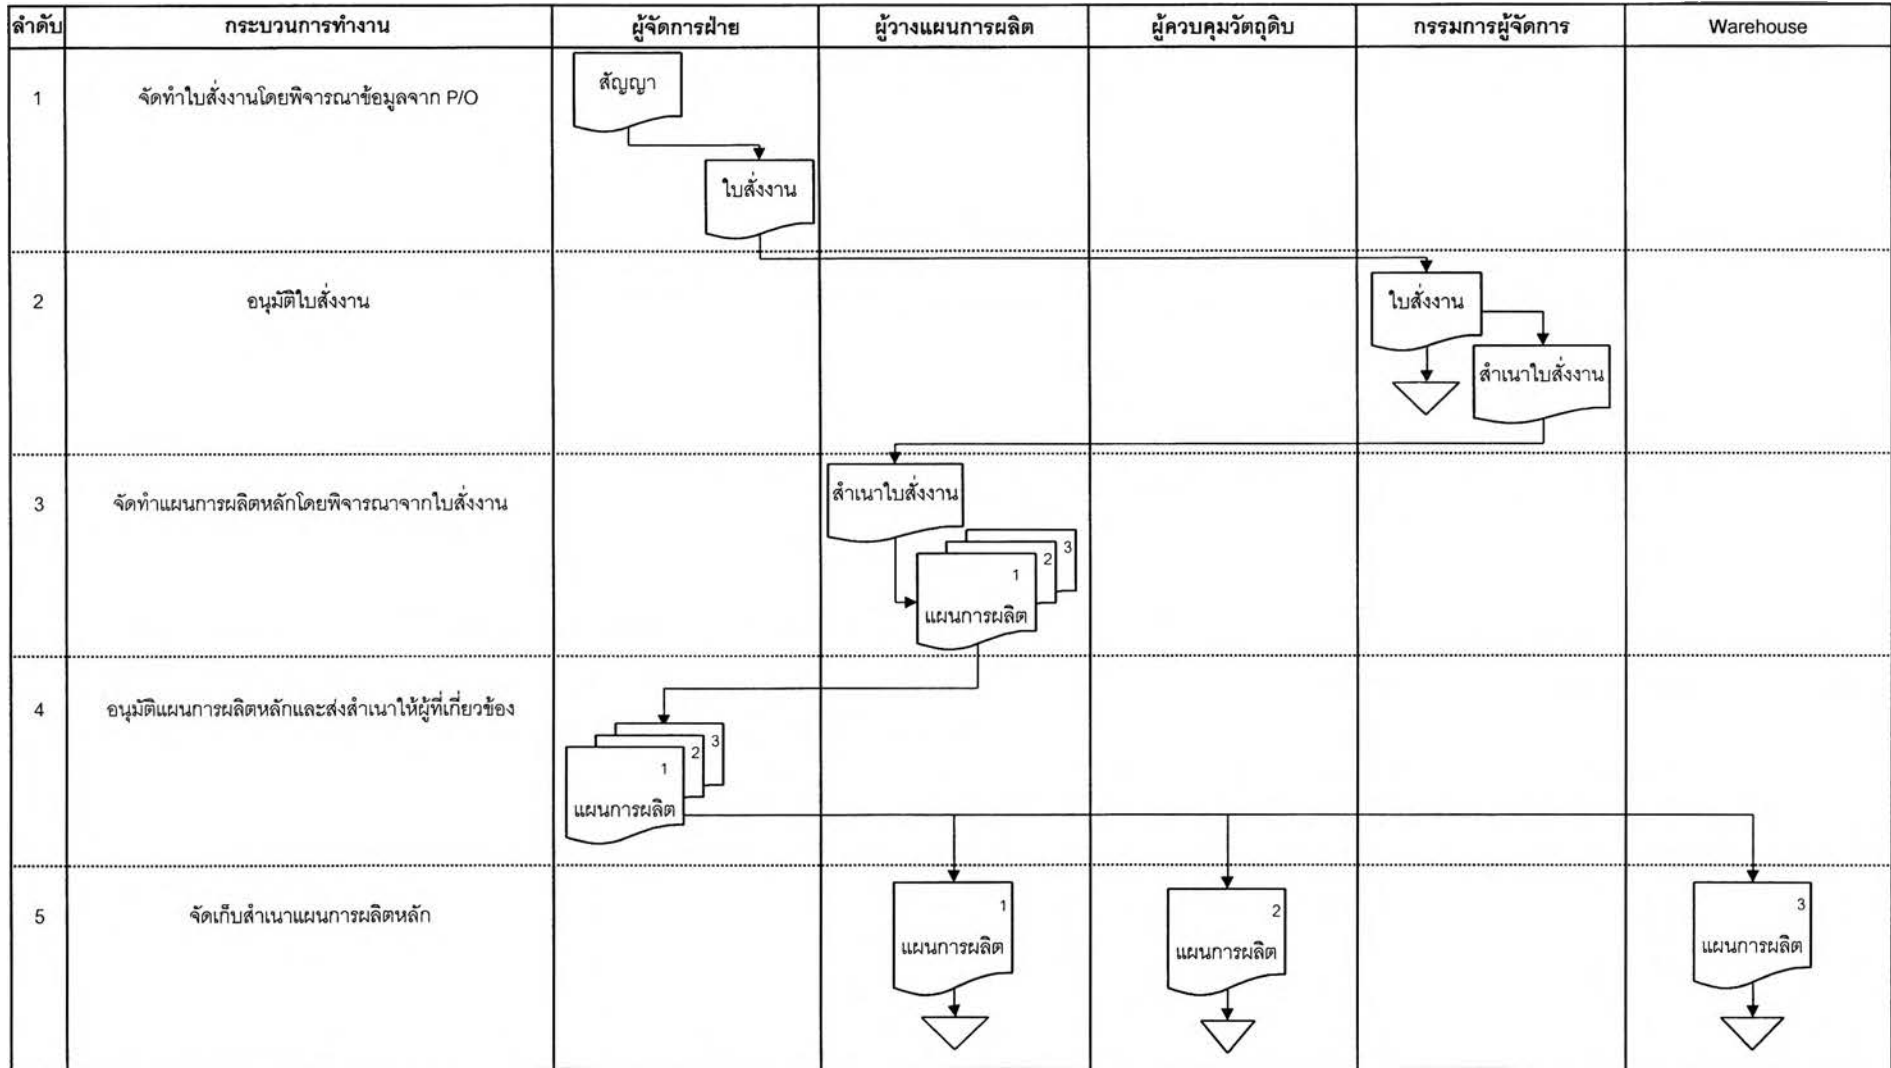 ลำดับ กระบวนการทำงาน ผู้จัดการฝ่าย ผู้วางแผนการผลิต ผู้ควบคุมวัตถุดิบ กรรมการผู้จัดการ Warehouse
1 จัดทำใบสั่งงานโดยพิจารณาข้อมูลจาก P/O สัญญา
ใบสั่งงาน
2 อนุมัติใบสั่งงาน ใบสั่งงาน
สำเนาใบสั่งงาน
3 จัดทำแผนการผลิตหลักโดยพิจารณาจากใบสั่งงาน สำเนาใบสั่งงาน
1 2 3
แผนการผลิต
4 อนุมัติแผนการผลิตหลักและส่งสำเนาให้ผู้ที่เกี่ยวข้อง
1 2 3
แผนการผลิต
5 จัดเก็บสำเนาแผนการผลิตหลัก 1 2 3
แผนการผลิต แผนการผลิต แผนการผลิต